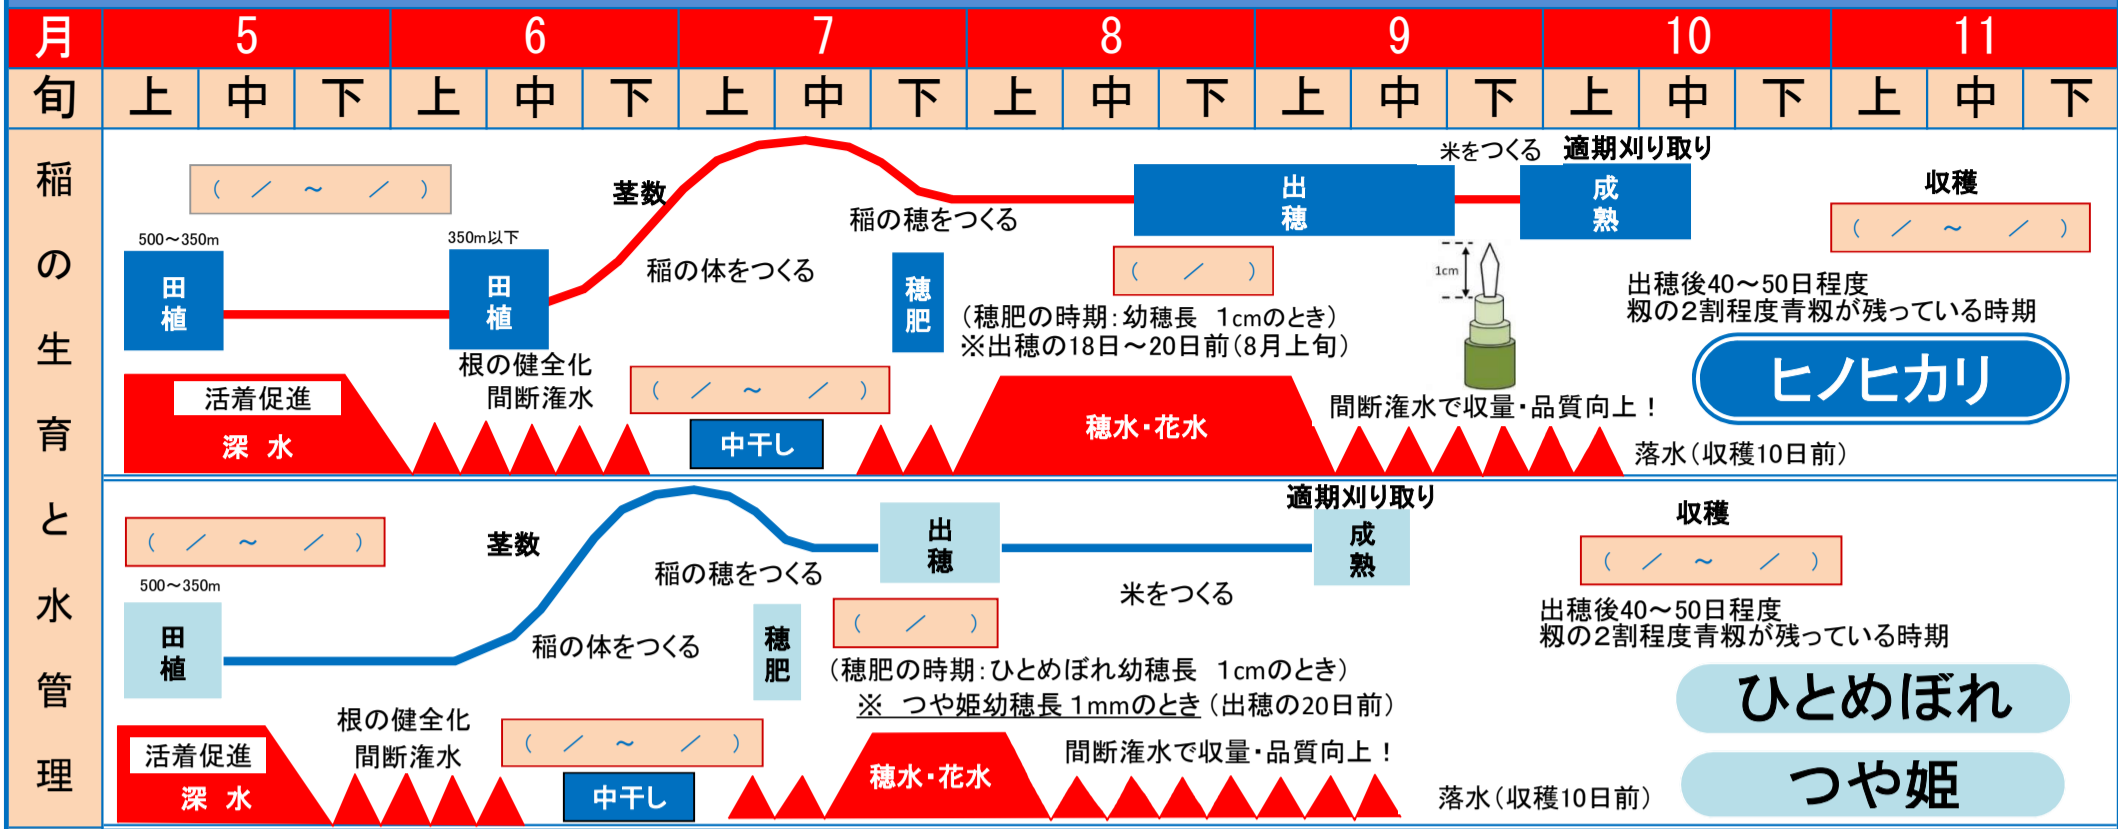 月 5 6 7 8 9 10 11
旬 上 中 下 上 中 下 上 中 下 上 中 下 上 中 下 上 中 下 上 中 下
稲の生育と水管理
米をつくる 適期刈り取り
( ／ ～ ／ )
茎数
出穂
成熟
収穫
稲の穂をつくる
( ／ ～ ／ )
500～350m
350m以下
田植
田植
稲の体をつくる
穂肥
( ／ )
1cm
(穂肥の時期:幼穂長 1cmのとき)
※出穂の18日～20日前(8月上旬)
出穂後40～50日程度
籾の2割程度青籾が残っている時期
ヒノヒカリ
根の健全化
間断潅水
( ／ ～ ／ )
活着促進
深 水
中干し
穂水・花水
間断潅水で収量・品質向上！
落水(収穫10日前)
適期刈り取り
( ／ ～ ／ )
茎数
出穂
成熟
収穫
( ／ ～ ／ )
500～350m
稲の穂をつくる
米をつくる
田植
稲の体をつくる
穂肥
( ／ )
出穂後40～50日程度
籾の2割程度青籾が残っている時期
(穂肥の時期:ひとめぼれ幼穂長 1cmのとき)
※ つや姫幼穂長 1mmのとき (出穂の20日前)
ひとめぼれ
根の健全化
間断潅水
( ／ ～ ／ )
活着促進
深 水
中干し
穂水・花水
間断潅水で収量・品質向上！
落水(収穫10日前)
つや姫